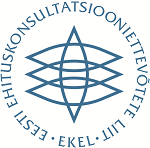 EESTI EHITUSKONSULTATSIOONIETTEVÕTETE LIIT
· EKEL ·